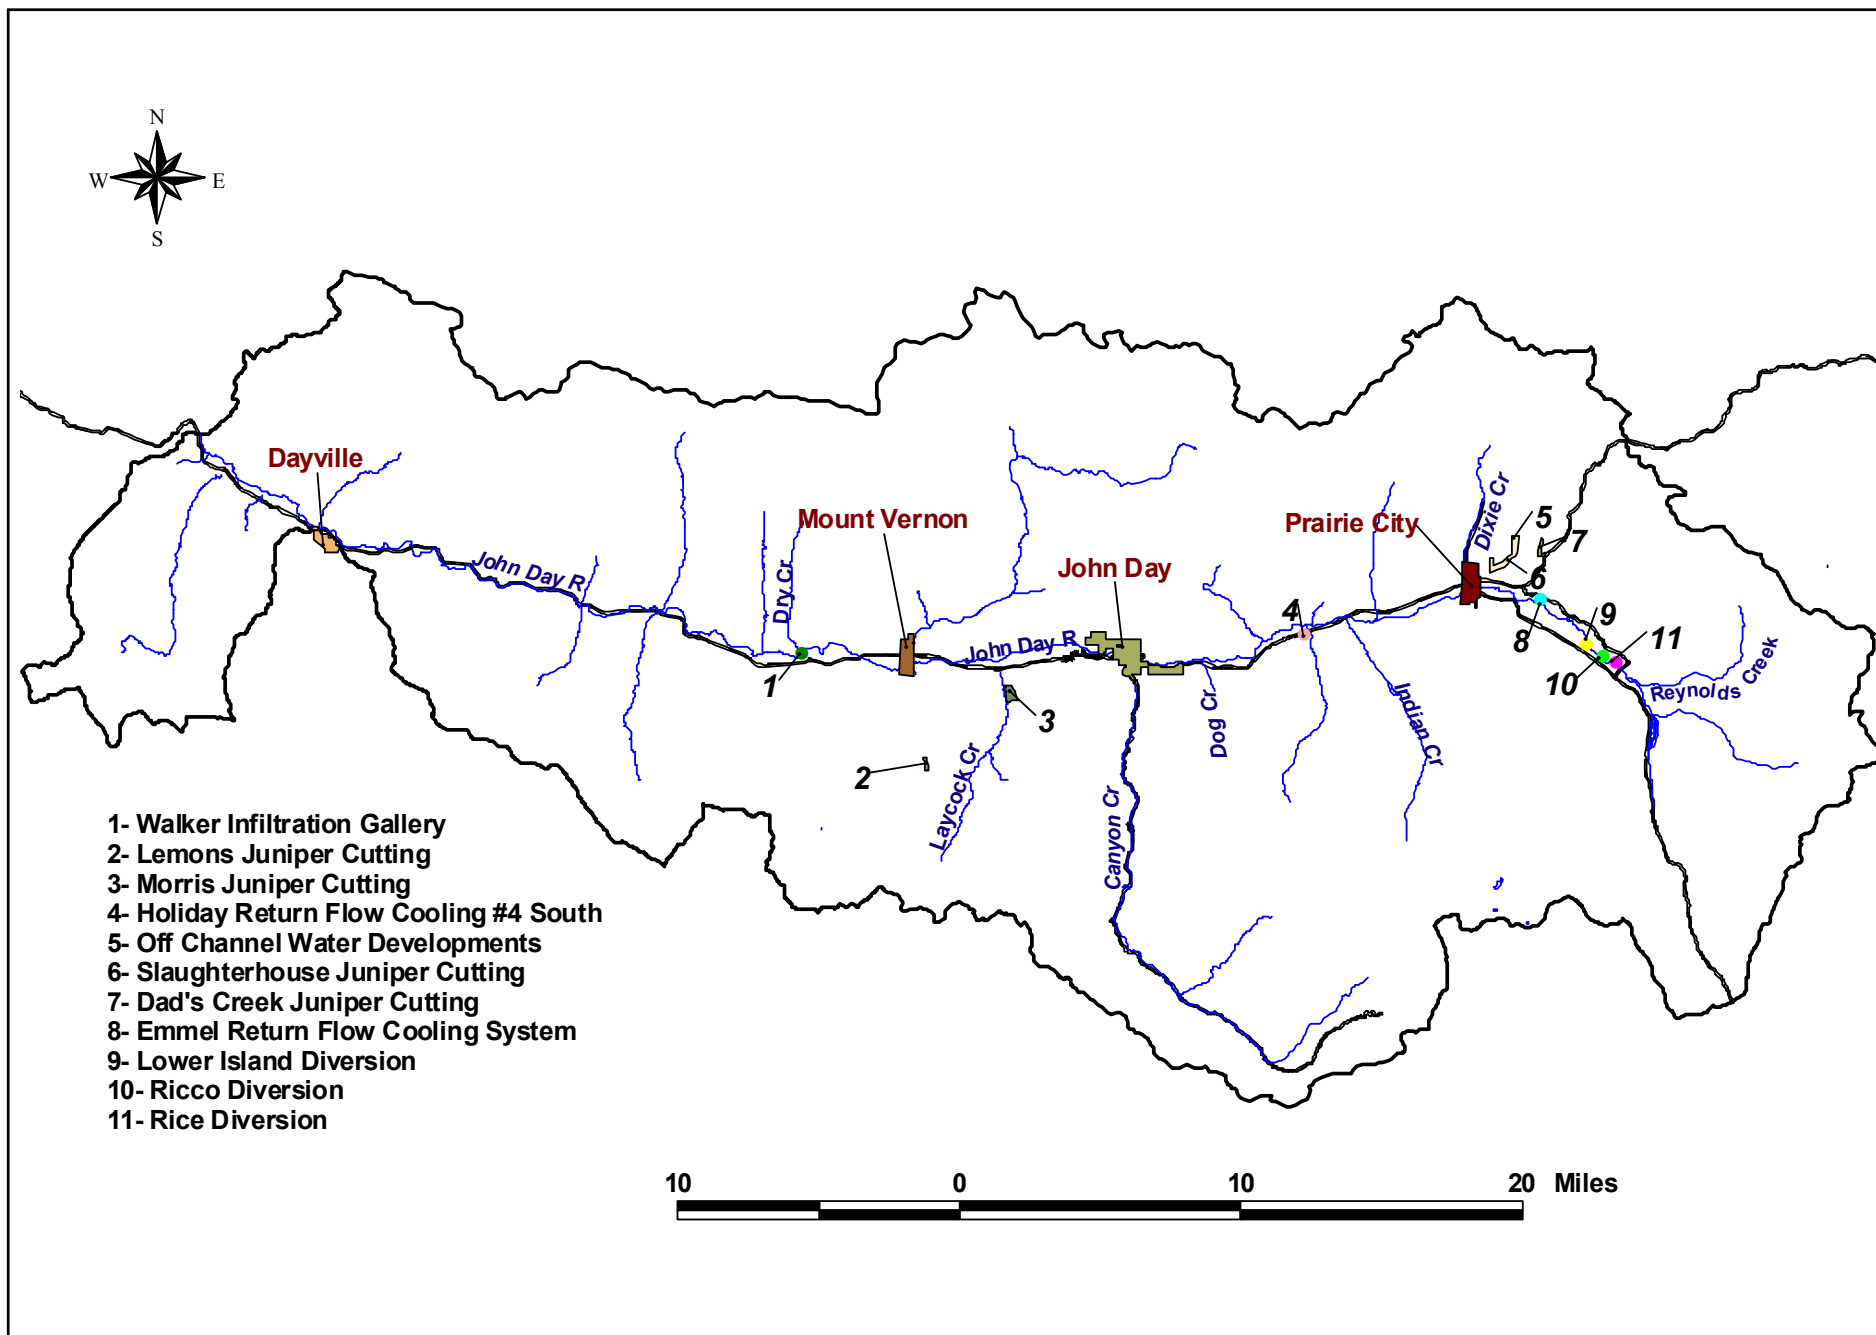 N
W
E
S
Dayville
Mount Vernon
John Day
Prairie City
Dixie Cr
5
7
6
John Day R
Dry Cr
John Day R
4
8
9
11
10
Reynolds Creek
1
3
2
Laycock Cr
Canyon Cr
Dog Cr
Indian Cr
1- Walker Infiltration Gallery
2- Lemons Juniper Cutting
3- Morris Juniper Cutting
4- Holiday Return Flow Cooling #4 South
5- Off Channel Water Developments
6- Slaughterhouse Juniper Cutting
7- Dad's Creek Juniper Cutting
8- Emmel Return Flow Cooling System
9- Lower Island Diversion
10- Ricco Diversion
11- Rice Diversion
10 0 10 20 Miles